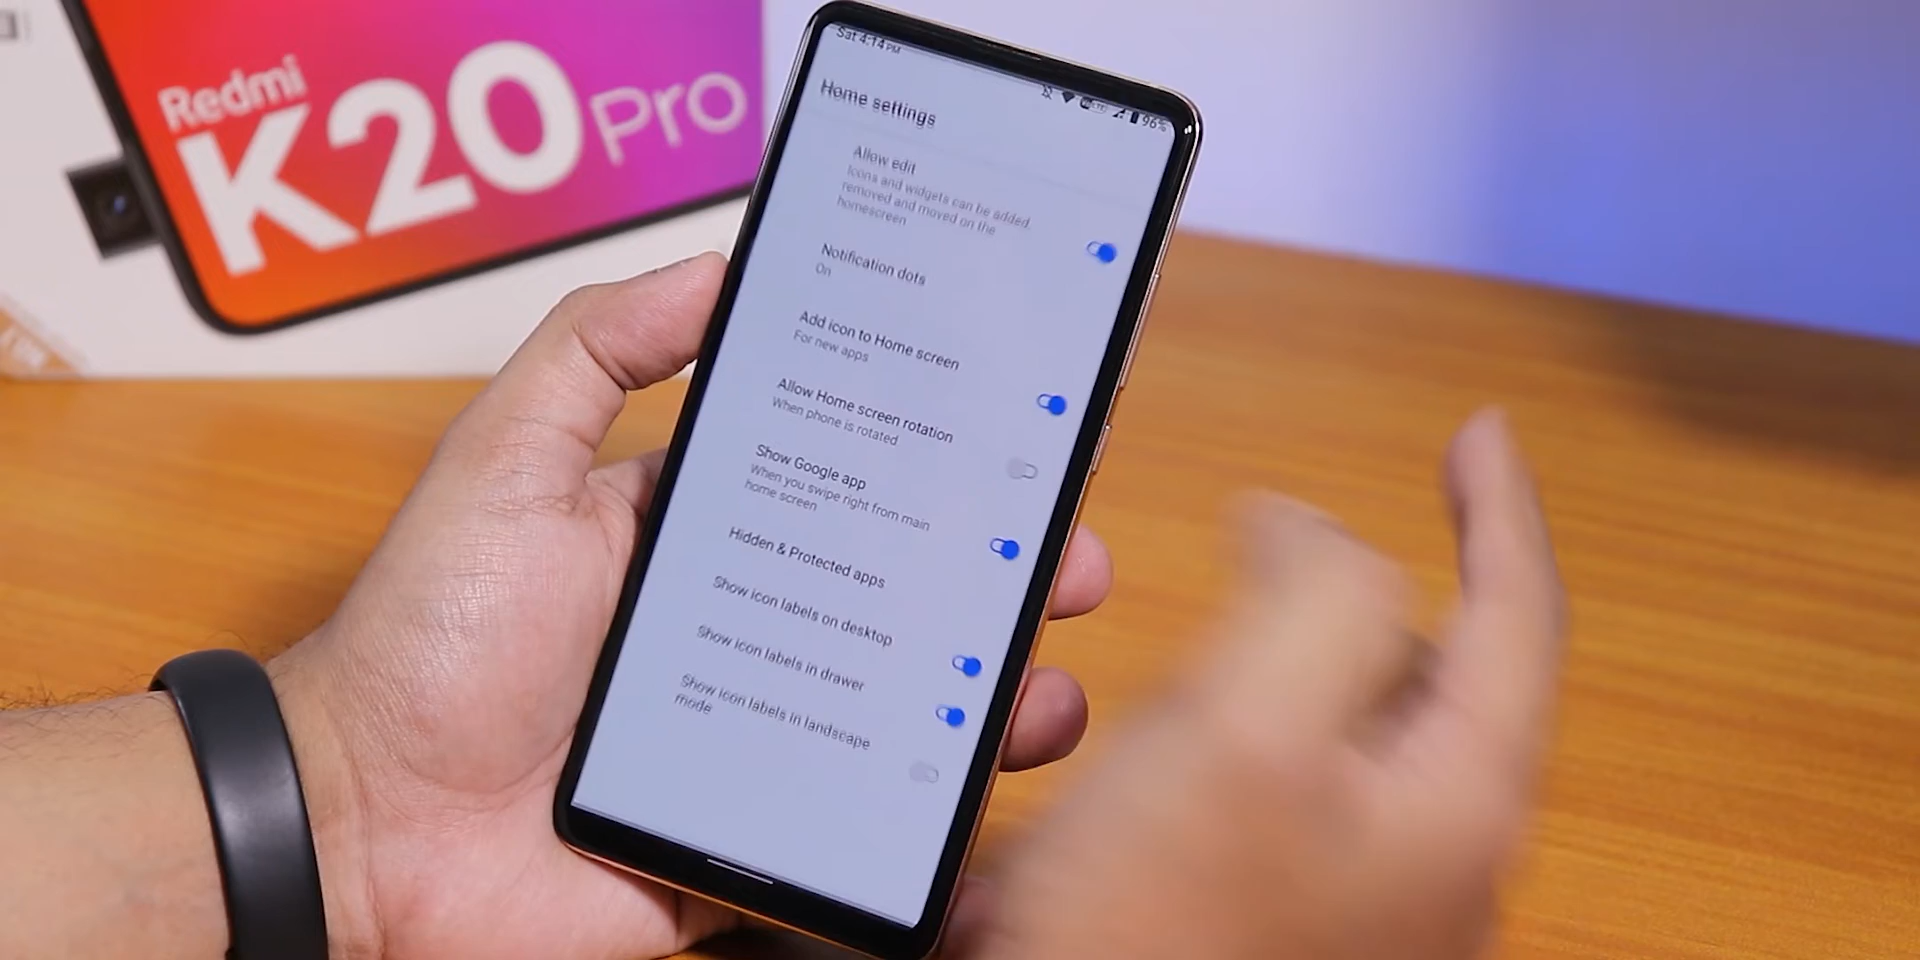 Redmi
K20 Pro
Sat 4:14 PM
96%
Home settings
Allow edit
Icons and widgets can be added,
removed and moved on the
homescreen
Notification dots
On
Add icon to Home screen
For new apps
Allow Home screen rotation
When phone is rotated
Show Google app
When you swipe right from main
home screen
Hidden & Protected apps
Show icon labels on desktop
Show icon labels in drawer
Show icon labels in landscape
mode